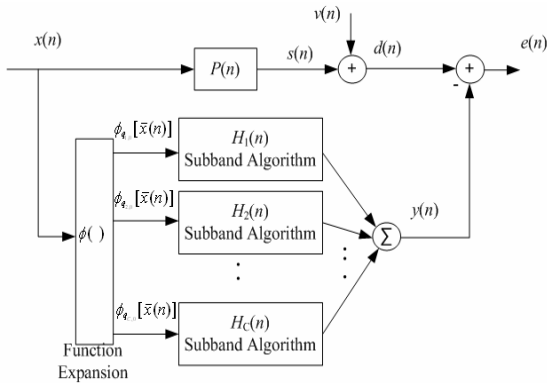 v(n)
x(n)
P(n)
s(n)
+
d(n)
+
e(n)
-
ϕ( )
Function
Expansion
[x̄(n)]
H₁(n)
Subband Algorithm
[x̄(n)]
H₂(n)
Subband Algorithm
[x̄(n)]
H_C(n)
Subband Algorithm
Σ
y(n)